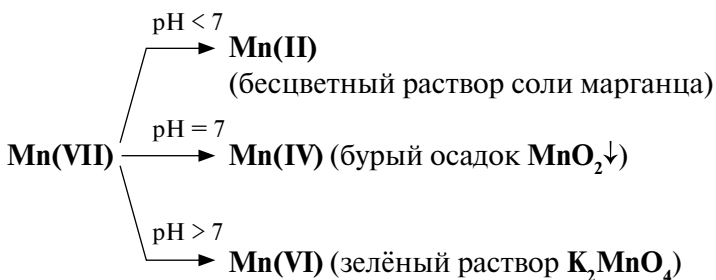 pH < 7
Mn(II)
(бесцветный раствор соли марганца)
pH = 7
Mn(VII) Mn(IV) (бурый осадок MnO₂↓)
pH > 7
Mn(VI) (зелёный раствор K₂MnO₄)